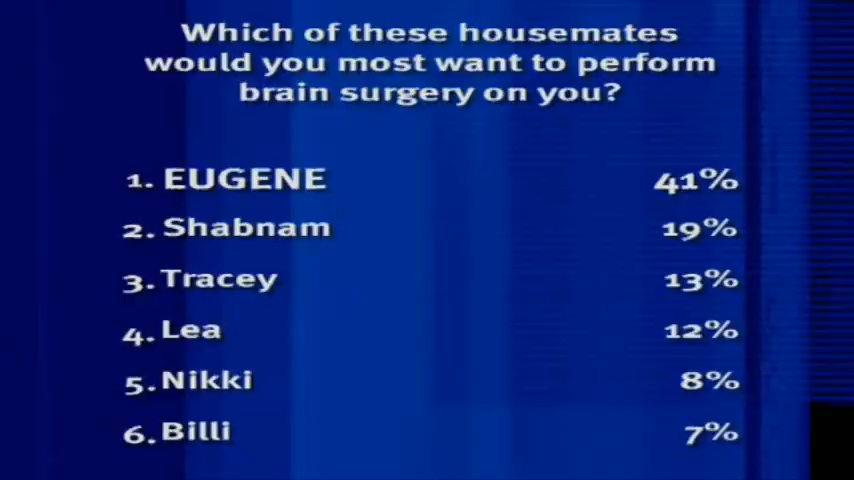 Which of these housemates
would you most want to perform
brain surgery on you?
1. EUGENE 41%
2. Shabnam 19%
3. Tracey 13%
4. Lea 12%
5. Nikki 8%
6. Billi 7%